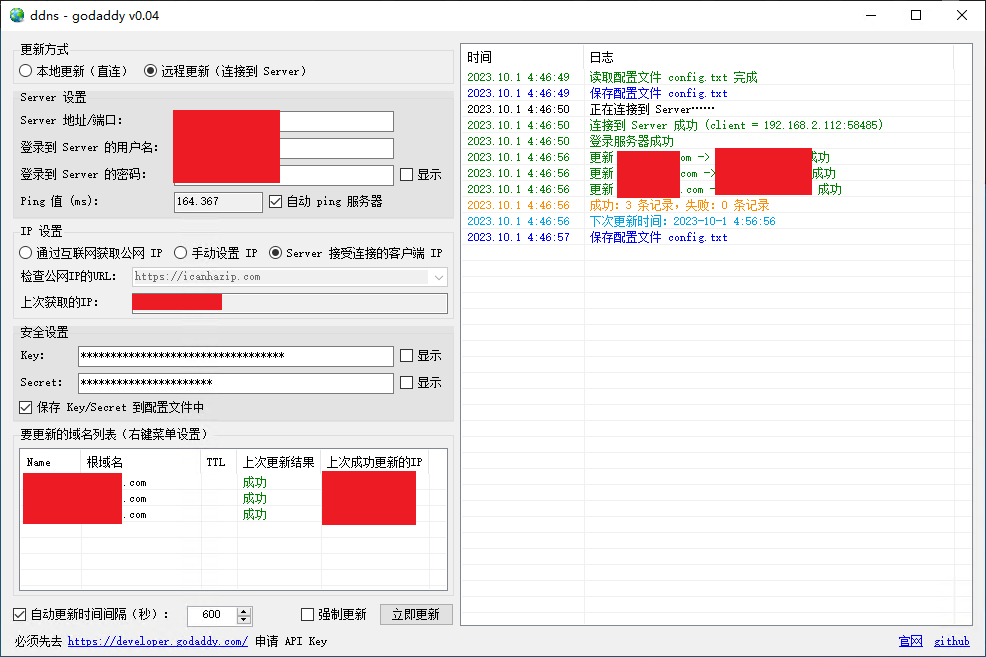 ddns - godaddy v0.04
更新方式
本地更新（直连） 远程更新（连接到 Server）
Server 设置
Server 地址/端口:
登录到 Server 的用户名:
登录到 Server 的密码: 显示
Ping 值 (ms): 164.367 自动 ping 服务器
IP 设置
通过互联网获取公网 IP 手动设置 IP Server 接受连接的客户端 IP
检查公网IP的URL: https://icanhazip.com
上次获取的IP:
安全设置
Key: ********************************** 显示
Secret: ********************** 显示
保存 Key/Secret 到配置文件中
要更新的域名列表（右键菜单设置）
Name 根域名 TTL 上次更新结果 上次成功更新的IP
.com 成功
.com 成功
.com 成功
自动更新时间间隔（秒）: 600 强制更新 立即更新
必须先去 https://developer.godaddy.com/ 申请 API Key
时间 日志
2023.10.1 4:46:49 读取配置文件 config.txt 完成
2023.10.1 4:46:49 保存配置文件 config.txt
2023.10.1 4:46:50 正在连接到 Server……
2023.10.1 4:46:50 连接到 Server 成功（client = 192.168.2.112:58485）
2023.10.1 4:46:50 登录服务器成功
2023.10.1 4:46:56 更新 om -> 成功
2023.10.1 4:46:56 更新 .com -> 成功
2023.10.1 4:46:56 更新 .com - 成功
2023.10.1 4:46:56 成功: 3 条记录，失败: 0 条记录
2023.10.1 4:46:56 下次更新时间: 2023-10-1 4:56:56
2023.10.1 4:46:57 保存配置文件 config.txt
官网 github